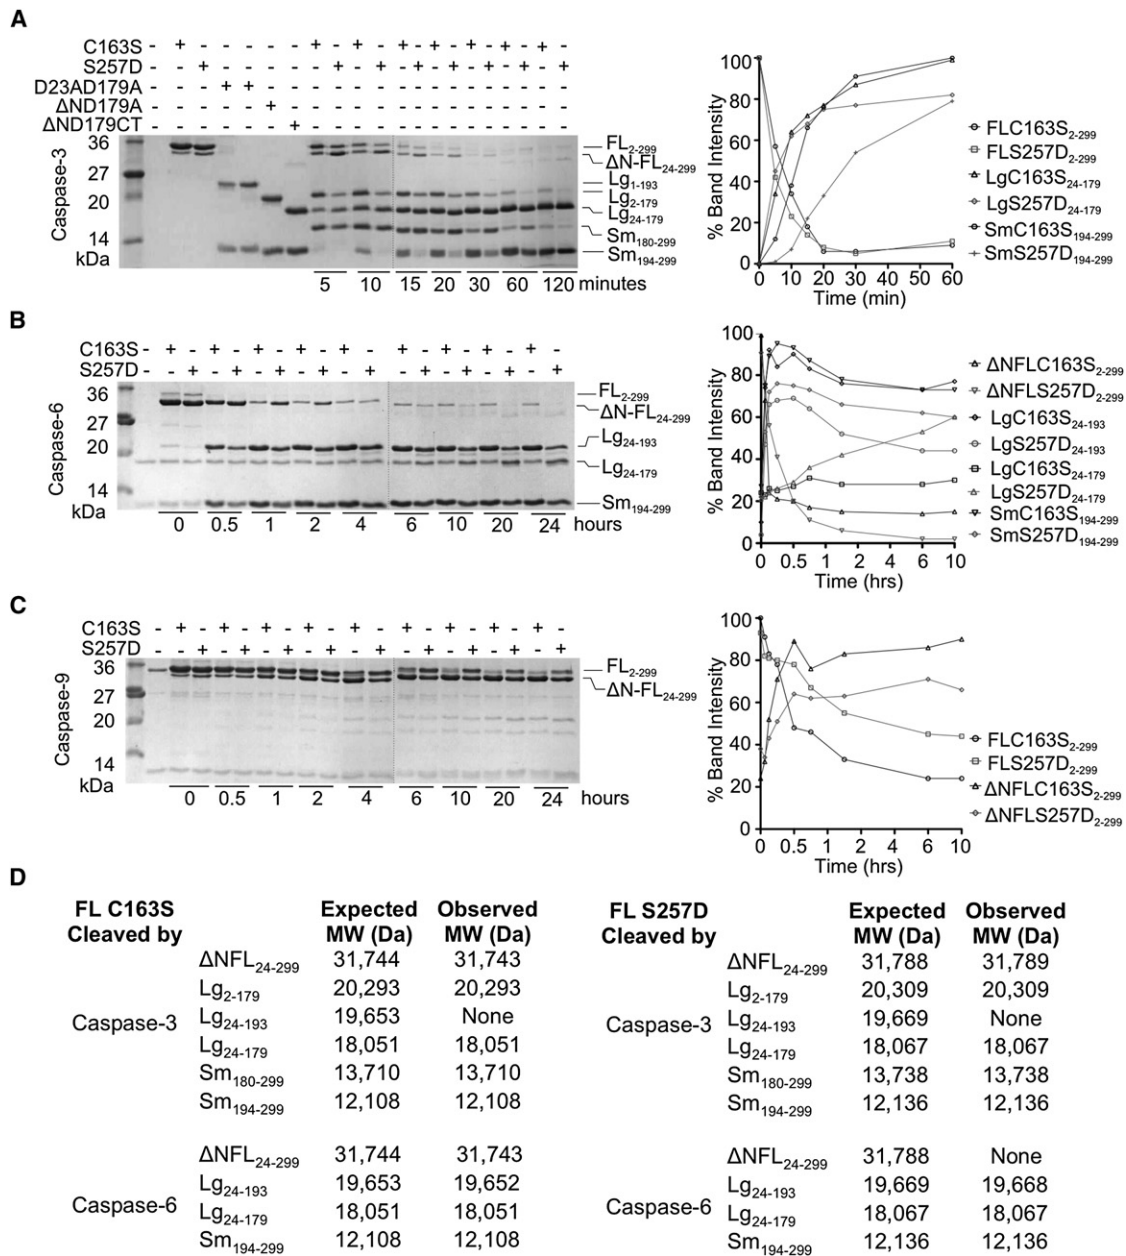 A
C163S - + - - - - - + - + - + - + - + - + - + -
S257D - - + - - - - - + - + - + - + - + - + - +
D23AD179A - - - + + - -
ΔND179A - - - - - + -
ΔND179CT - - - - - - +
Caspase-3
36
27
20
14
kDa
FL2-299
ΔN-FL24-299
Lg1-193
Lg2-179
Lg24-179
Sm180-299
Sm194-299
5 10 15 20 30 60 120 minutes
% Band Intensity
100
80
60
40
20
0
0 10 20 30 40 50 60
Time (min)
FLC163S2-299
FLS257D2-299
LgC163S24-179
LgS257D24-179
SmC163S194-299
SmS257D194-299
B
C163S - + - + - + - + - + - + - + - + - + -
S257D - - + - + - + - + - + - + - + - + - +
Caspase-6
36
27
20
14
kDa
FL2-299
ΔN-FL24-299
Lg24-193
Lg24-179
Sm194-299
0 0.5 1 2 4 6 10 20 24 hours
% Band Intensity
100
80
60
40
20
0
0 0.5 1 2 4 6 10
Time (hrs)
ΔNFLC163S2-299
ΔNFLS257D2-299
LgC163S24-193
LgS257D24-193
LgC163S24-179
LgS257D24-179
SmC163S194-299
SmS257D194-299
C
C163S - + - + - + - + - + - + - + - + - + -
S257D - - + - + - + - + - + - + - + - + - +
Caspase-9
36
27
20
14
kDa
FL2-299
ΔN-FL24-299
0 0.5 1 2 4 6 10 20 24 hours
% Band Intensity
100
80
60
40
20
0
0 0.5 1 2 4 6 10
Time (hrs)
FLC163S2-299
FLS257D2-299
ΔNFLC163S2-299
ΔNFLS257D2-299
D
FL C163S Expected Observed
Cleaved by MW (Da) MW (Da)
ΔNFL24-299 31,744 31,743
Lg2-179 20,293 20,293
Caspase-3 Lg24-193 19,653 None
Lg24-179 18,051 18,051
Sm180-299 13,710 13,710
Sm194-299 12,108 12,108
ΔNFL24-299 31,744 31,743
Caspase-6 Lg24-193 19,653 19,652
Lg24-179 18,051 18,051
Sm194-299 12,108 12,108
FL S257D Expected Observed
Cleaved by MW (Da) MW (Da)
ΔNFL24-299 31,788 31,789
Lg2-179 20,309 20,309
Caspase-3 Lg24-193 19,669 None
Lg24-179 18,067 18,067
Sm180-299 13,738 13,738
Sm194-299 12,136 12,136
ΔNFL24-299 31,788 None
Caspase-6 Lg24-193 19,669 19,668
Lg24-179 18,067 18,067
Sm194-299 12,136 12,136